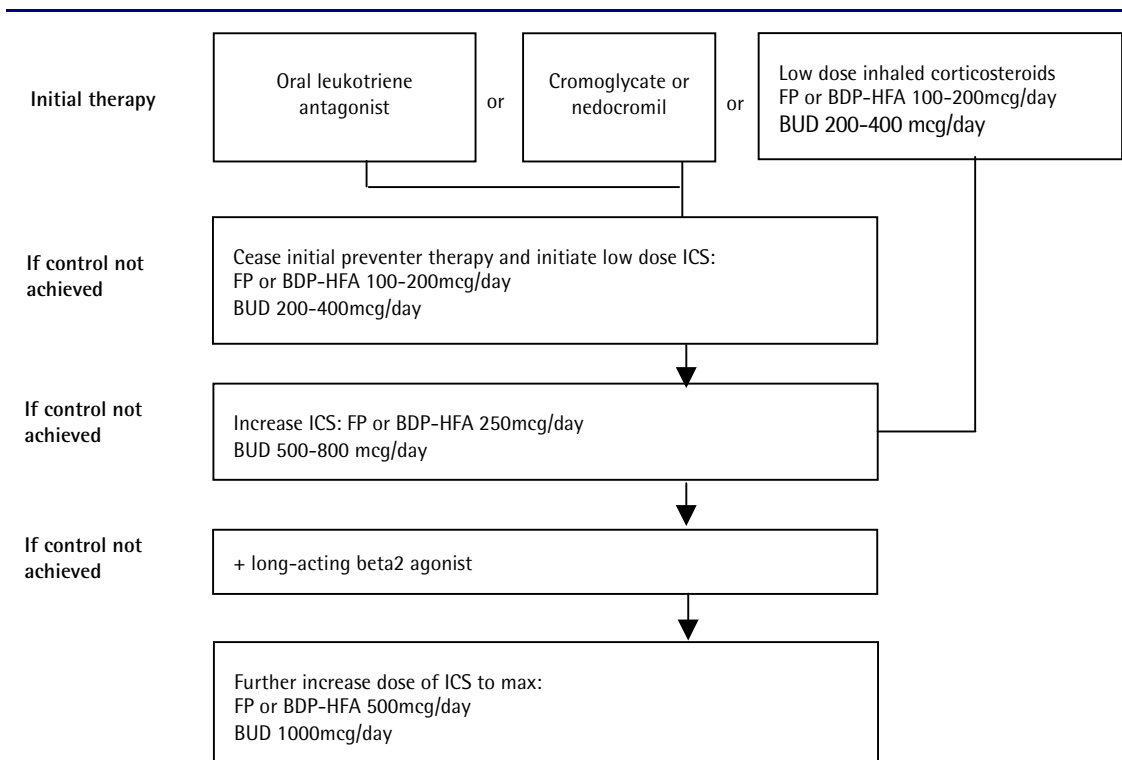 Initial therapy
Oral leukotriene
antagonist
or
Cromoglycate or
nedocromil
or
Low dose inhaled corticosteroids
FP or BDP-HFA 100-200mcg/day
BUD 200-400 mcg/day
If control not
achieved
Cease initial preventer therapy and initiate low dose ICS:
FP or BDP-HFA 100-200mcg/day
BUD 200-400mcg/day
If control not
achieved
Increase ICS: FP or BDP-HFA 250mcg/day
BUD 500-800 mcg/day
If control not
achieved
+ long-acting beta2 agonist
Further increase dose of ICS to max:
FP or BDP-HFA 500mcg/day
BUD 1000mcg/day